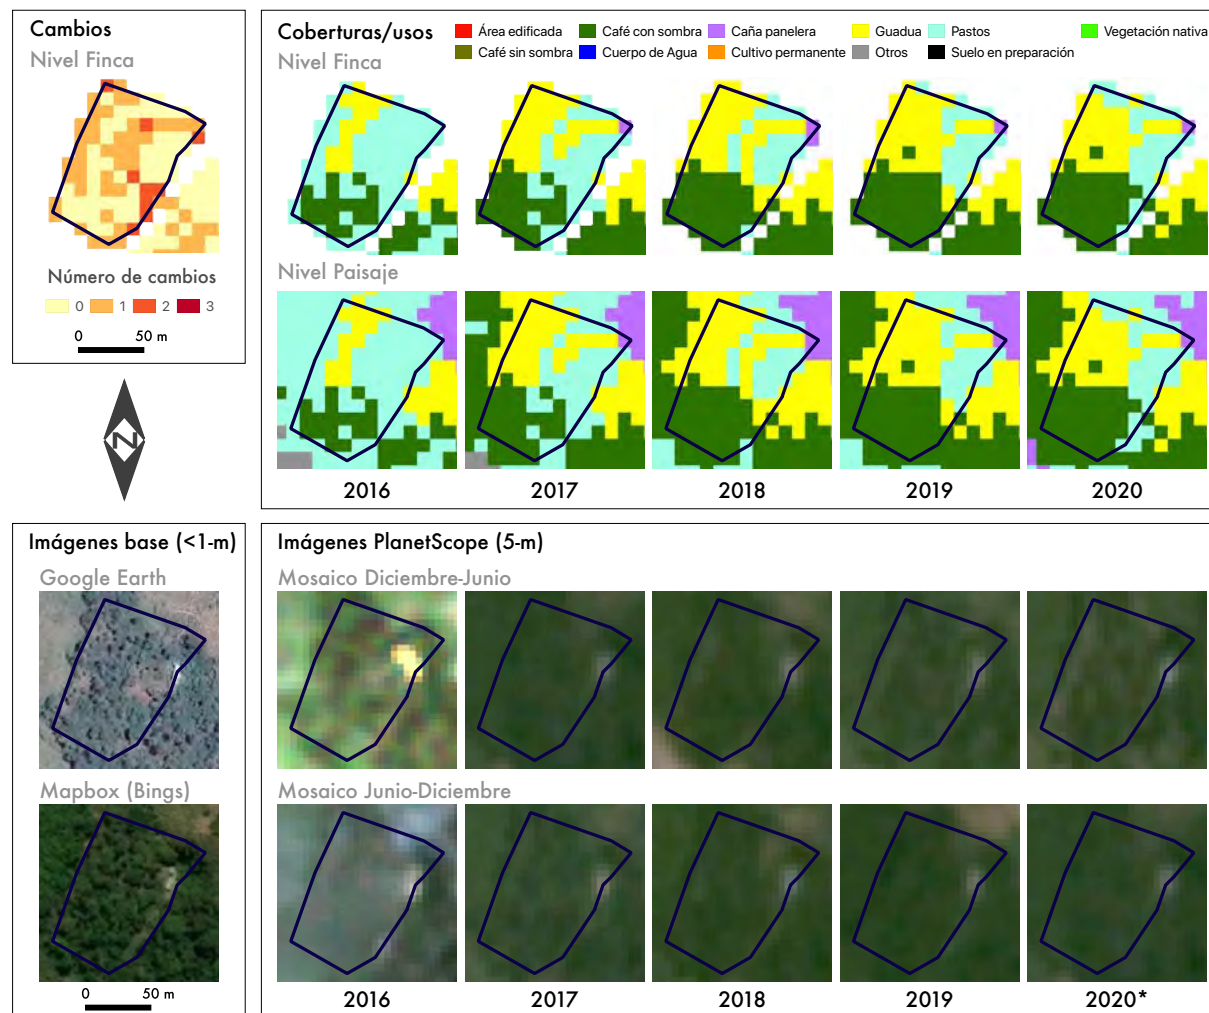 Cambios
Nivel Finca
Número de cambios
0 1 2 3
0 50 m
N
Coberturas/usos
Área edificada Café con sombra Caña panelera Guadua Pastos Vegetación nativa
Café sin sombra Cuerpo de Agua Cultivo permanente Otros Suelo en preparación
Nivel Finca
Nivel Paisaje
2016 2017 2018 2019 2020
Imágenes base (<1-m)
Google Earth
Mapbox (Bings)
0 50 m
Imágenes PlanetScope (5-m)
Mosaico Diciembre-Junio
Mosaico Junio-Diciembre
2016 2017 2018 2019 2020*